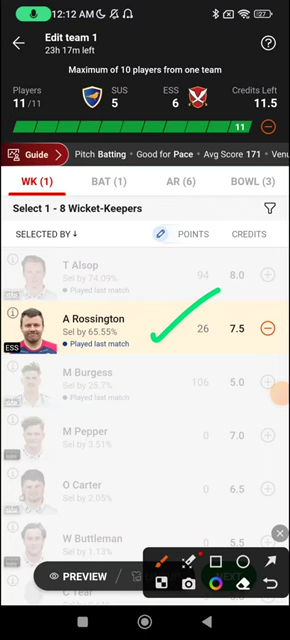 12:12 AM
127
Edit team 1
23h 17m left
Maximum of 10 players from one team
Players
SUS
ESS
Credits Left
11/11
5
6
11.5
11
Guide
Pitch Batting • Good for Pace • Avg Score 171 • Venu
WK (1)
BAT (1)
AR (6)
BOWL (3)
Select 1 - 8 Wicket-Keepers
SELECTED BY
POINTS
CREDITS
T Alsop
Sel by 74.09%
94
8.0
Played last match
A Rossington
Sel by 65.55%
26
7.5
Played last match
ESS
M Burgess
Sel by 25.7%
106
5.0
Played last match
M Pepper
Sel by 3.51%
0
7.0
O Carter
Sel by 2.05%
0
6.5
W Buttleman
Sel by 1.13%
0
5.5
PREVIEW